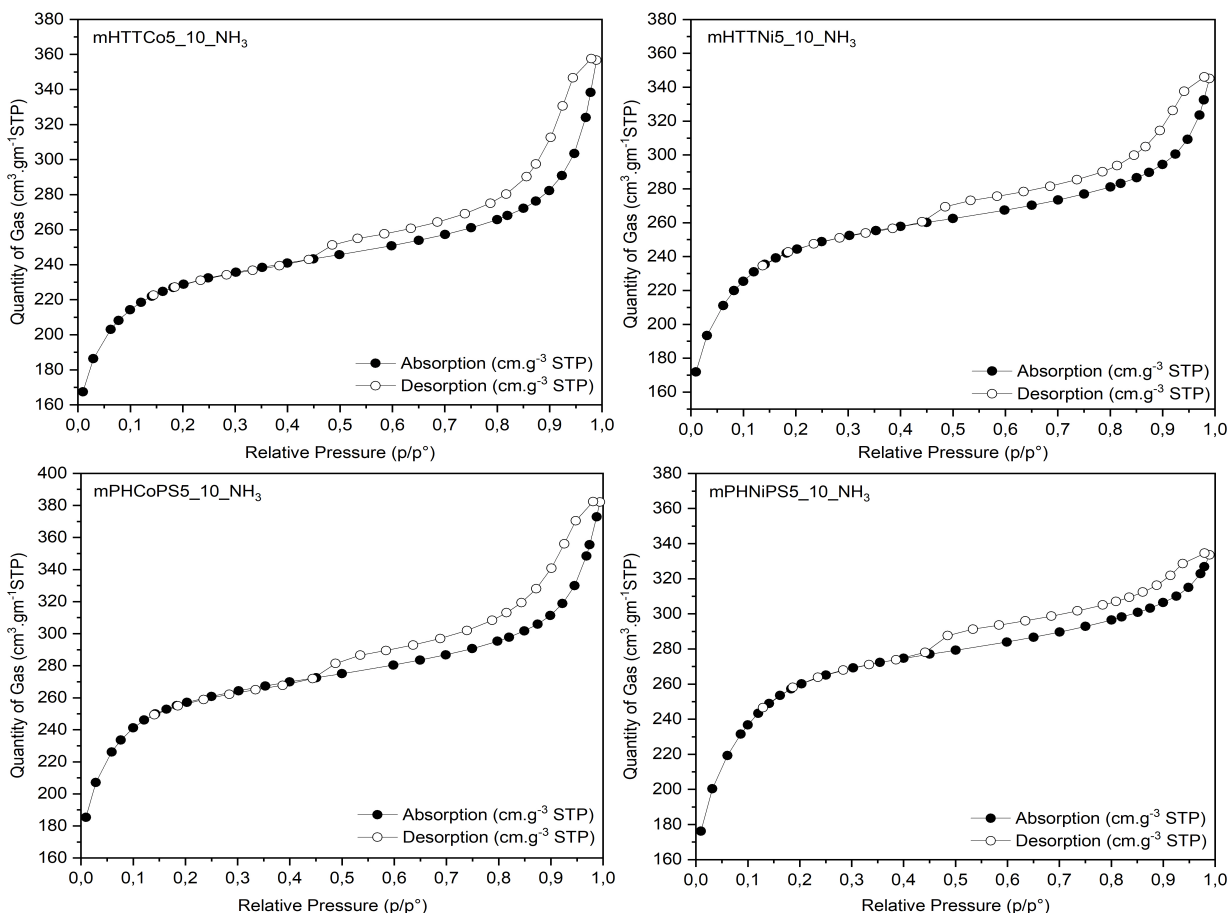 mHTTCo5_10_NH₃
Quantity of Gas (cm³.gm⁻¹STP)
380
360
340
320
300
280
260
240
220
200
180
160
Absorption (cm.g⁻³ STP)
Desorption (cm.g⁻³ STP)
0,0 0,1 0,2 0,3 0,4 0,5 0,6 0,7 0,8 0,9 1,0
Relative Pressure (p/p°)
mHTTNi5_10_NH₃
Quantity of Gas (cm³.gm⁻¹STP)
380
360
340
320
300
280
260
240
220
200
180
160
Absorption (cm.g⁻³ STP)
Desorption (cm.g⁻³ STP)
0,0 0,1 0,2 0,3 0,4 0,5 0,6 0,7 0,8 0,9 1,0
Relative Pressure (p/p°)
mPHCoPS5_10_NH₃
Quantity of Gas (cm³.gm⁻¹STP)
400
380
360
340
320
300
280
260
240
220
200
180
160
Absorption (cm.g⁻³ STP)
Desorption (cm.g⁻³ STP)
0,0 0,1 0,2 0,3 0,4 0,5 0,6 0,7 0,8 0,9 1,0
Relative Pressure (p/p°)
mPHNiPS5_10_NH₃
Quantity of Gas (cm³.gm⁻¹STP)
380
360
340
320
300
280
260
240
220
200
180
160
Absorption (cm.g⁻³ STP)
Desorption (cm.g⁻³ STP)
0,0 0,1 0,2 0,3 0,4 0,5 0,6 0,7 0,8 0,9 1,0
Relative Pressure (p/p°)